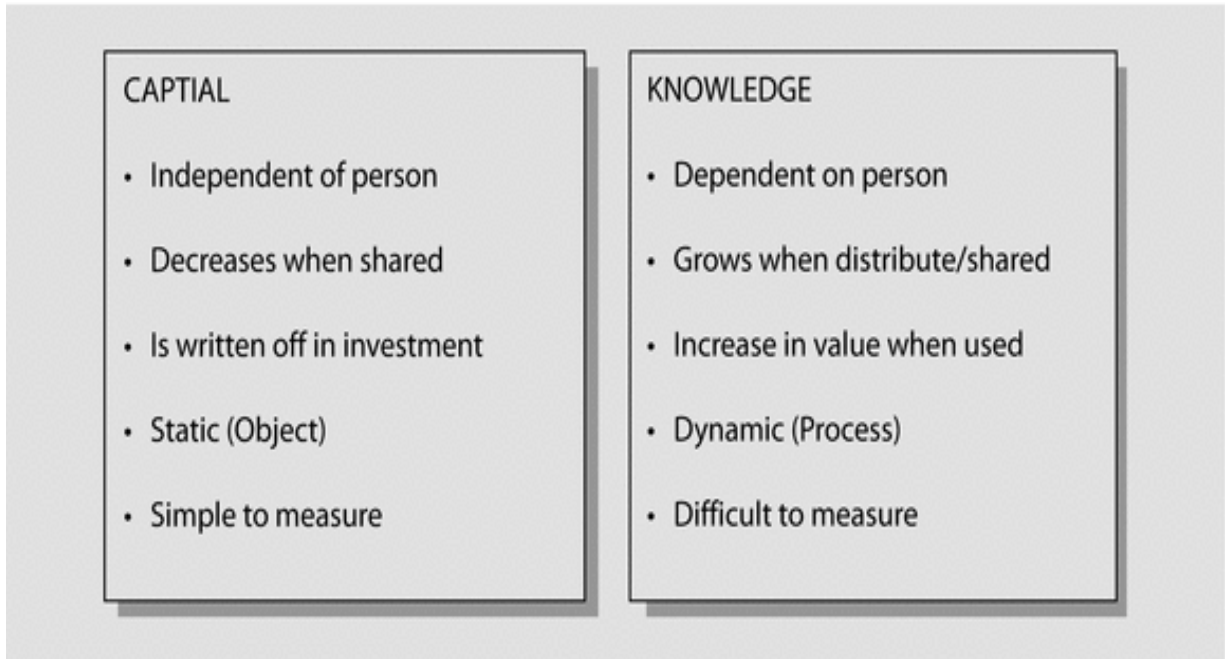 CAPTIAL
• Independent of person
• Decreases when shared
• Is written off in investment
• Static (Object)
• Simple to measure
KNOWLEDGE
• Dependent on person
• Grows when distribute/shared
• Increase in value when used
• Dynamic (Process)
• Difficult to measure